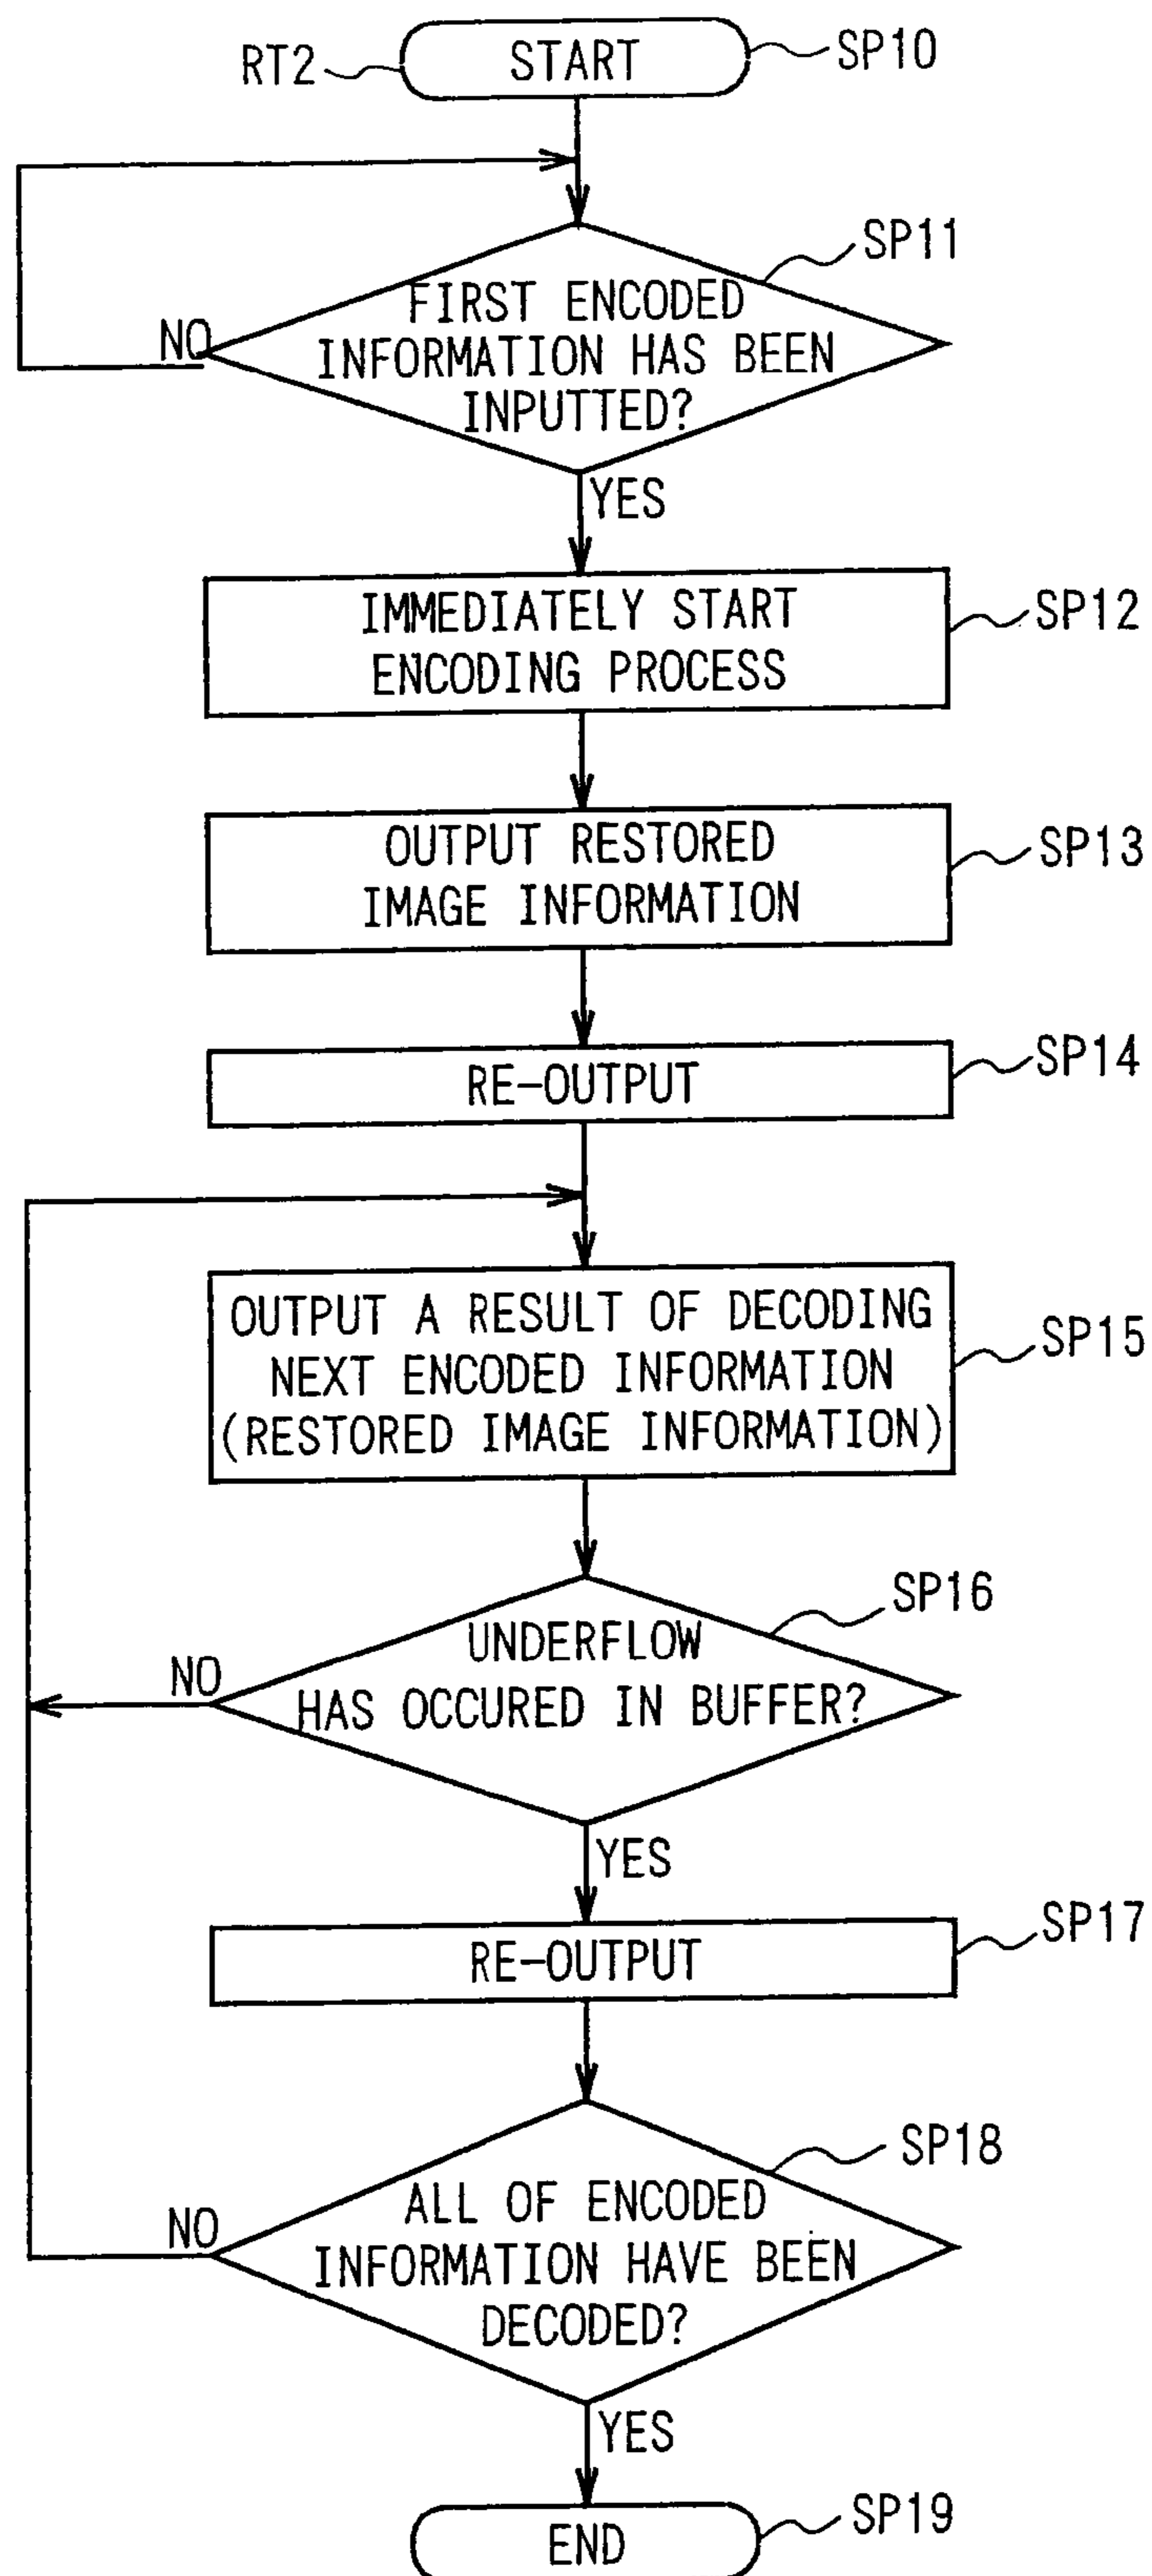 RT2
START
SP10
SP11
FIRST ENCODED
INFORMATION HAS BEEN
INPUTTED?
NO
YES
IMMEDIATELY START
ENCODING PROCESS
SP12
OUTPUT RESTORED
IMAGE INFORMATION
SP13
RE-OUTPUT
SP14
OUTPUT A RESULT OF DECODING
NEXT ENCODED INFORMATION
(RESTORED IMAGE INFORMATION)
SP15
SP16
UNDERFLOW
HAS OCCURED IN BUFFER?
NO
YES
RE-OUTPUT
SP17
SP18
ALL OF ENCODED
INFORMATION HAVE BEEN
DECODED?
NO
YES
END
SP19